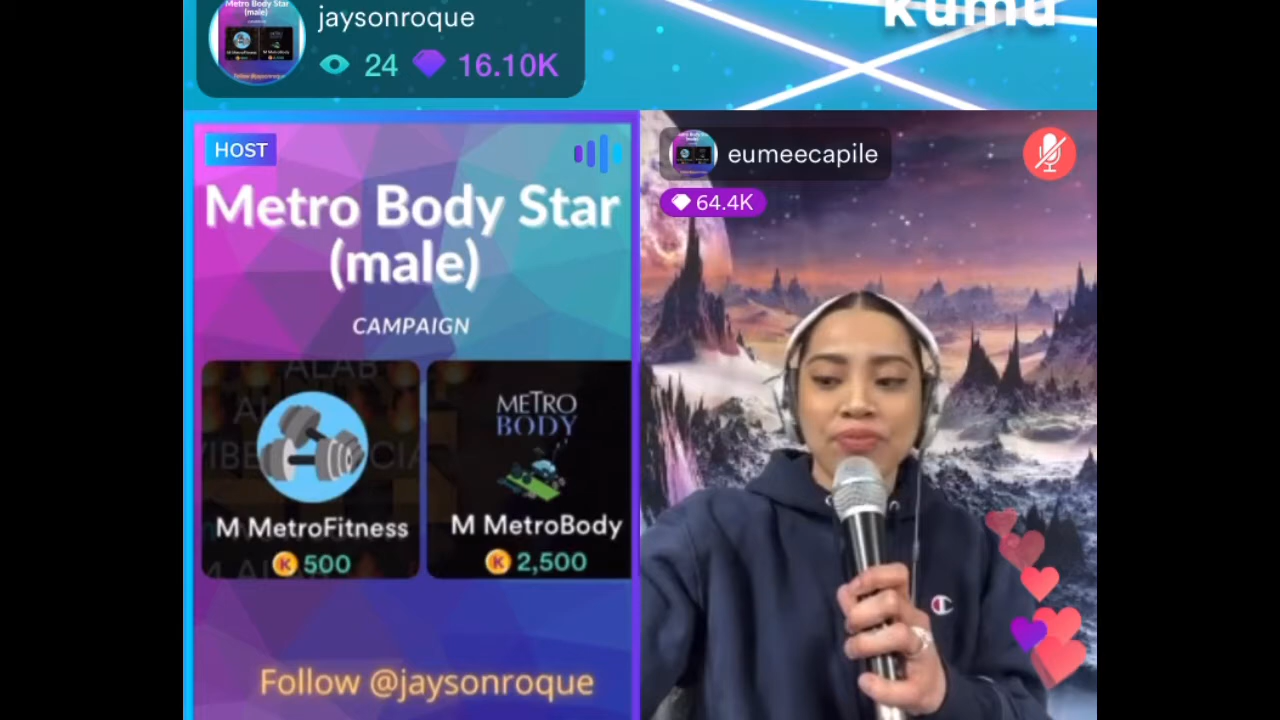 jaysonroque
24 16.10K
kumu
HOST
Metro Body Star
(male)
CAMPAIGN
METRO
BODY
M MetroFitness
500
M MetroBody
2,500
Follow @jaysonroque
eumeecapile
64.4K